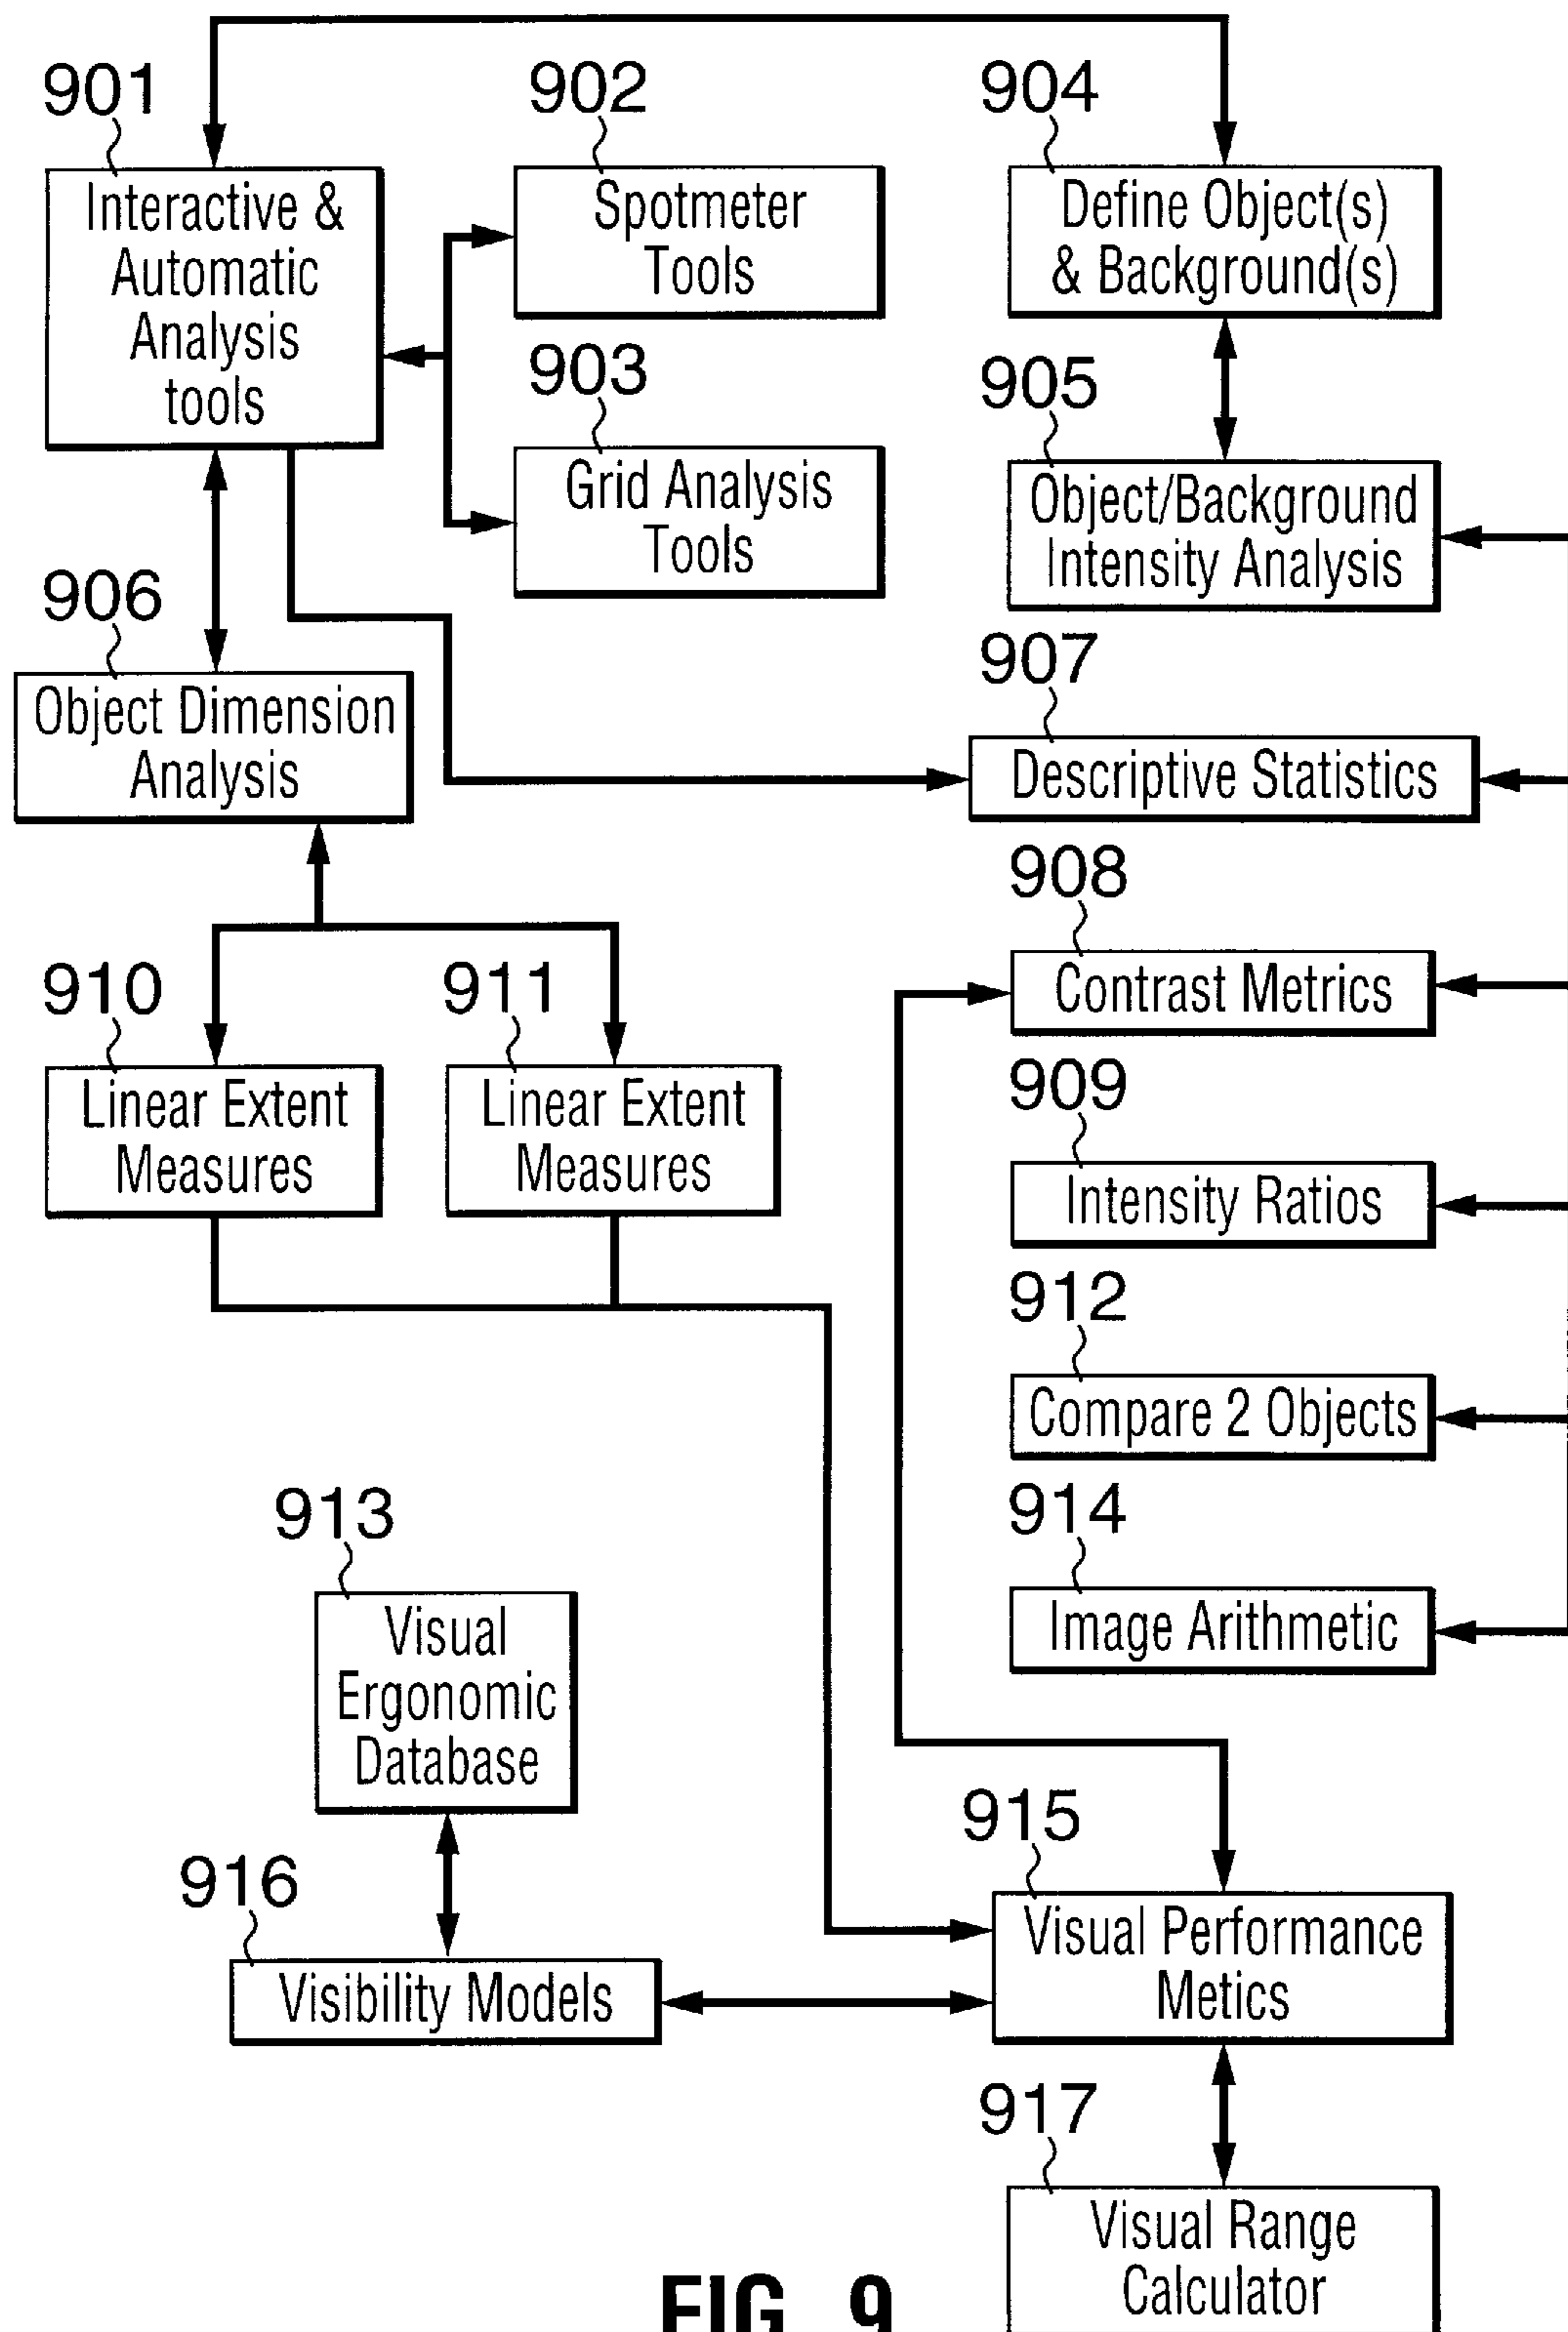 901
Interactive &
Automatic
Analysis
tools
902
Spotmeter
Tools
903
Grid Analysis
Tools
904
Define Object(s)
& Background(s)
905
Object/Background
Intensity Analysis
906
Object Dimension
Analysis
907
Descriptive Statistics
908
Contrast Metrics
910
Linear Extent
Measures
911
Linear Extent
Measures
909
Intensity Ratios
912
Compare 2 Objects
914
Image Arithmetic
913
Visual
Ergonomic
Database
916
Visibility Models
915
Visual Performance
Metics
917
Visual Range
Calculator
FIG. 9